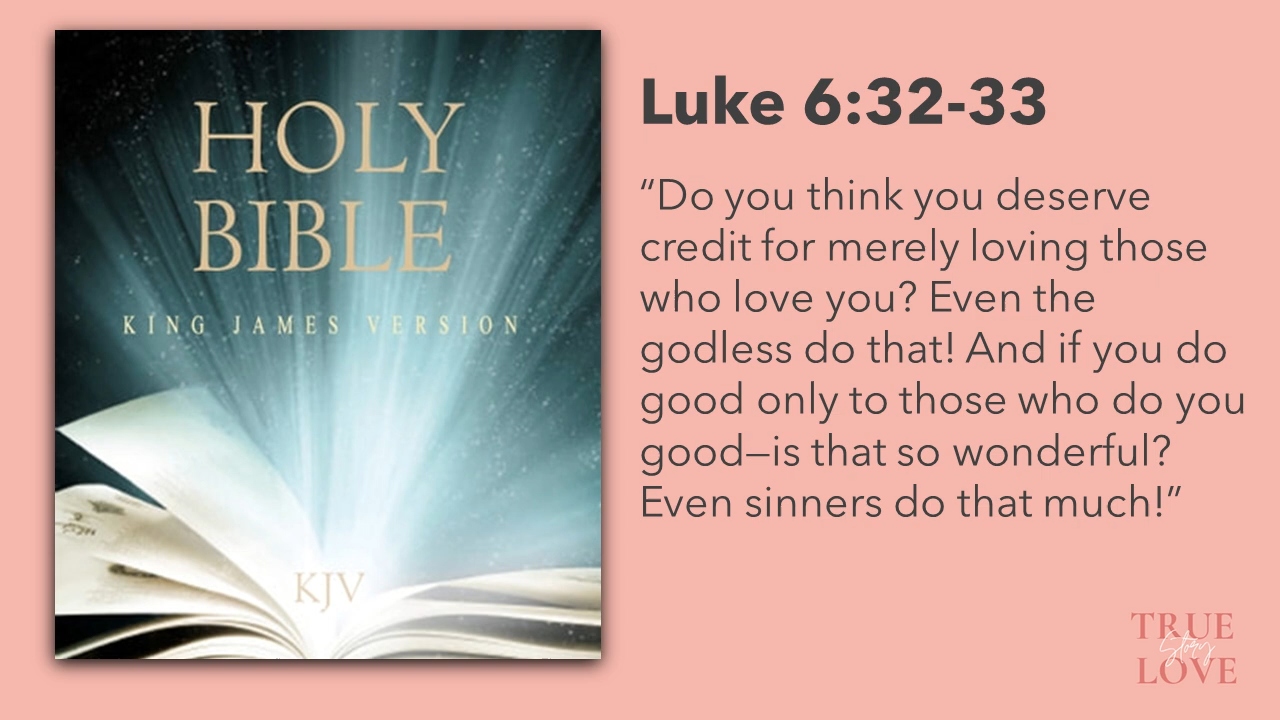 HOLY
BIBLE
KING JAMES VERSION
KJV
Luke 6:32-33
“Do you think you deserve
credit for merely loving those
who love you? Even the
godless do that! And if you do
good only to those who do you
good—is that so wonderful?
Even sinners do that much!”
TRUE
Story
LOVE